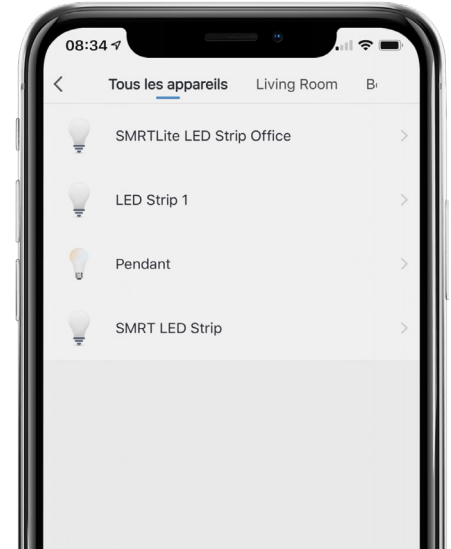 08:34
Tous les appareils Living Room
SMRTLite LED Strip Office
LED Strip 1
Pendant
SMRT LED Strip